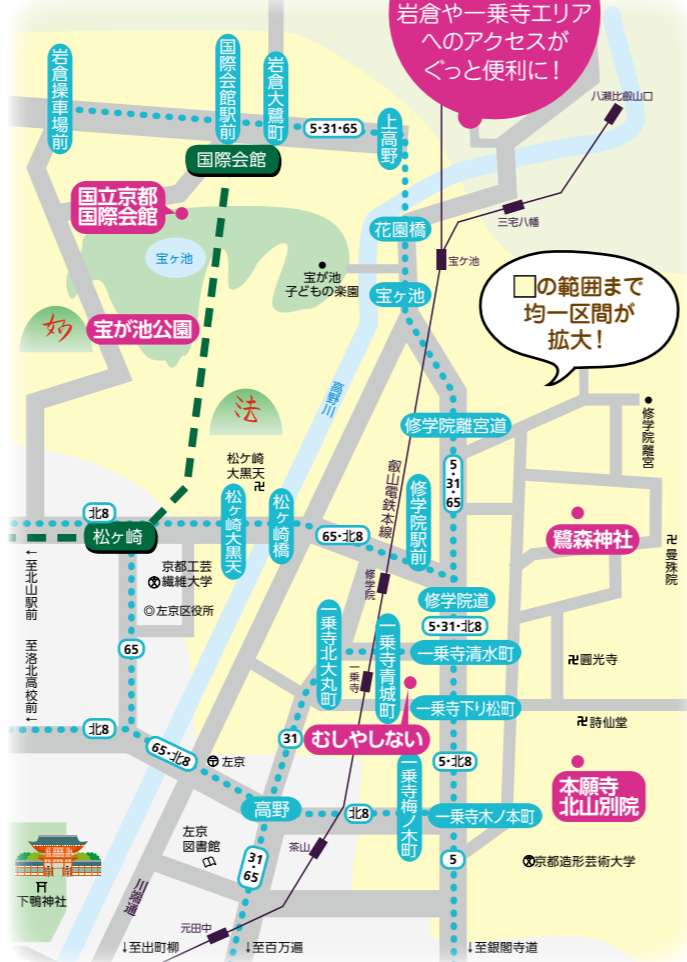 岩倉や一乗寺エリア
へのアクセスが
ぐっと便利に！
岩倉操車場前
国際会館駅前
岩倉大鷺町
5・31・65
上高野
八瀬比叡山口
国際会館
国立京都
国際会館
花園橋
三宅八幡
宝ヶ池
宝ケ池
宝が池
子どもの楽園
宝ヶ池
□の範囲まで
均一区間が
拡大！
妙
宝が池公園
法
高野川
修学院離宮道
修学院離宮
松ケ崎
大黒天
卍
叡山電鉄本線
5・31・65
北8
松ヶ崎
松ケ崎大黒天
松ヶ崎橋
65・北8
修学院駅前
鷺森神社
卍曼殊院
←至北山駅前
京都工芸
繊維大学
文
◎左京区役所
修学院
修学院道
5・31・北8
至洛北高校前←
65
一乗寺北大丸町
一乗寺青城町
一乗寺清水町
卍圓光寺
一乗寺
一乗寺下り松町
卍詩仙堂
北8
65・北8
〒左京
31
むしやしない
5・北8
本願寺
北山別院
高野
北8
一乗寺梅ノ木町
一乗寺木ノ本町
左京
図書館
茶山
31・65
5
文京都造形芸術大学
下鴨神社
川端通
元田中
↓至出町柳
↓至百万遍
↓至銀閣寺道